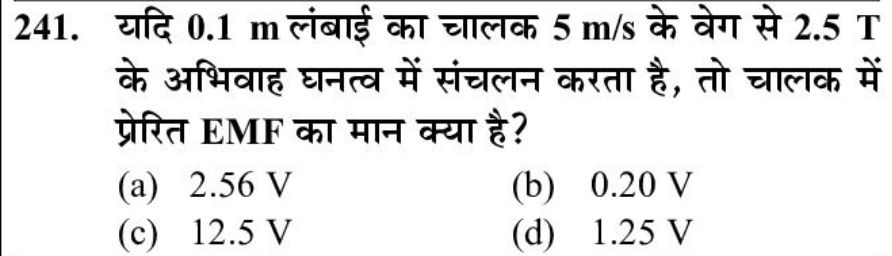 241. यदि 0.1 m लंबाई का चालक 5 m/s के वेग से 2.5 T
के अभिवाह घनत्व में संचलन करता है, तो चालक में
प्रेरित EMF का मान क्या है?
(a) 2.56 V (b) 0.20 V
(c) 12.5 V (d) 1.25 V